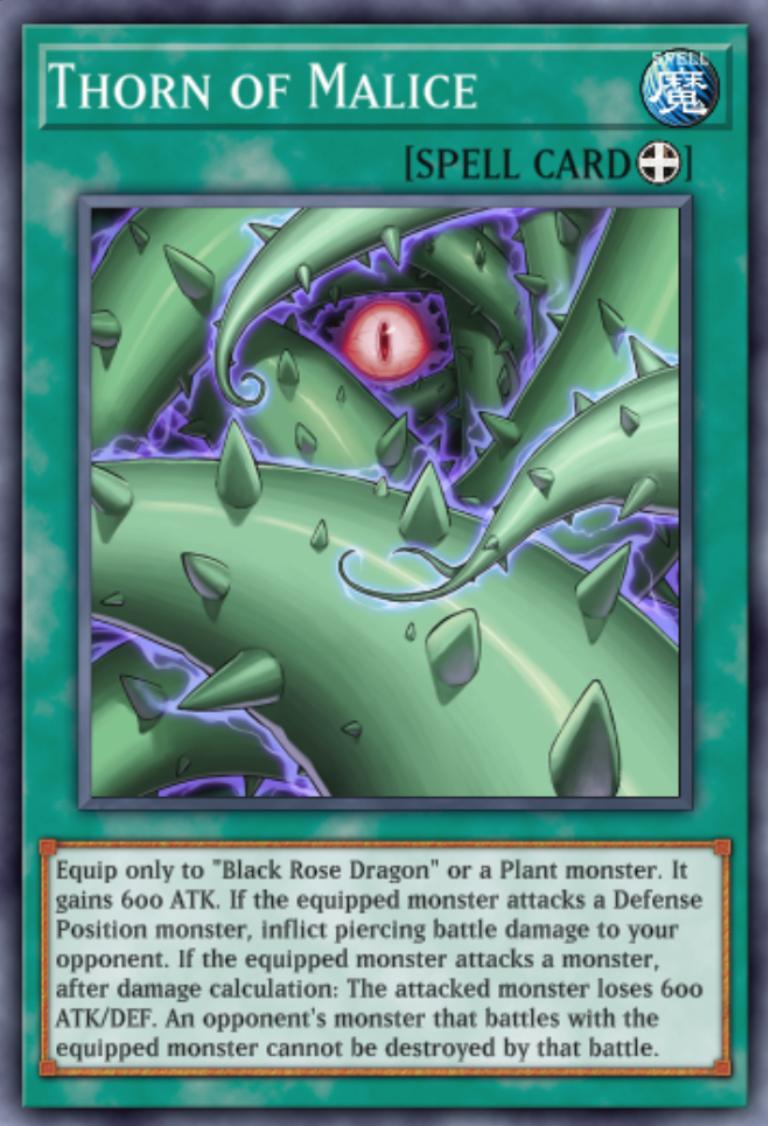 THORN OF MALICE
SPELL
魔
[SPELL CARD]
Equip only to "Black Rose Dragon" or a Plant monster. It
gains 600 ATK. If the equipped monster attacks a Defense
Position monster, inflict piercing battle damage to your
opponent. If the equipped monster attacks a monster,
after damage calculation: The attacked monster loses 600
ATK/DEF. An opponent's monster that battles with the
equipped monster cannot be destroyed by that battle.